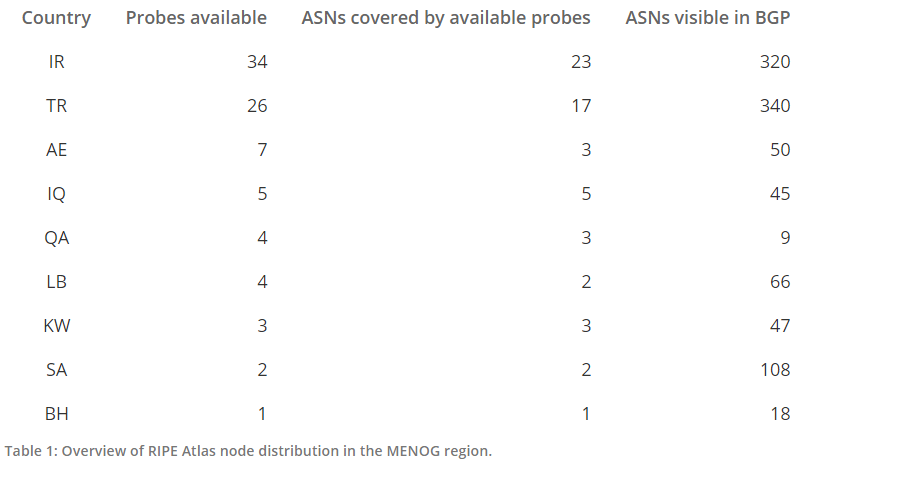 Country Probes available ASNs covered by available probes ASNs visible in BGP
IR 34 23 320
TR 26 17 340
AE 7 3 50
IQ 5 5 45
QA 4 3 9
LB 4 2 66
KW 3 3 47
SA 2 2 108
BH 1 1 18
Table 1: Overview of RIPE Atlas node distribution in the MENOG region.